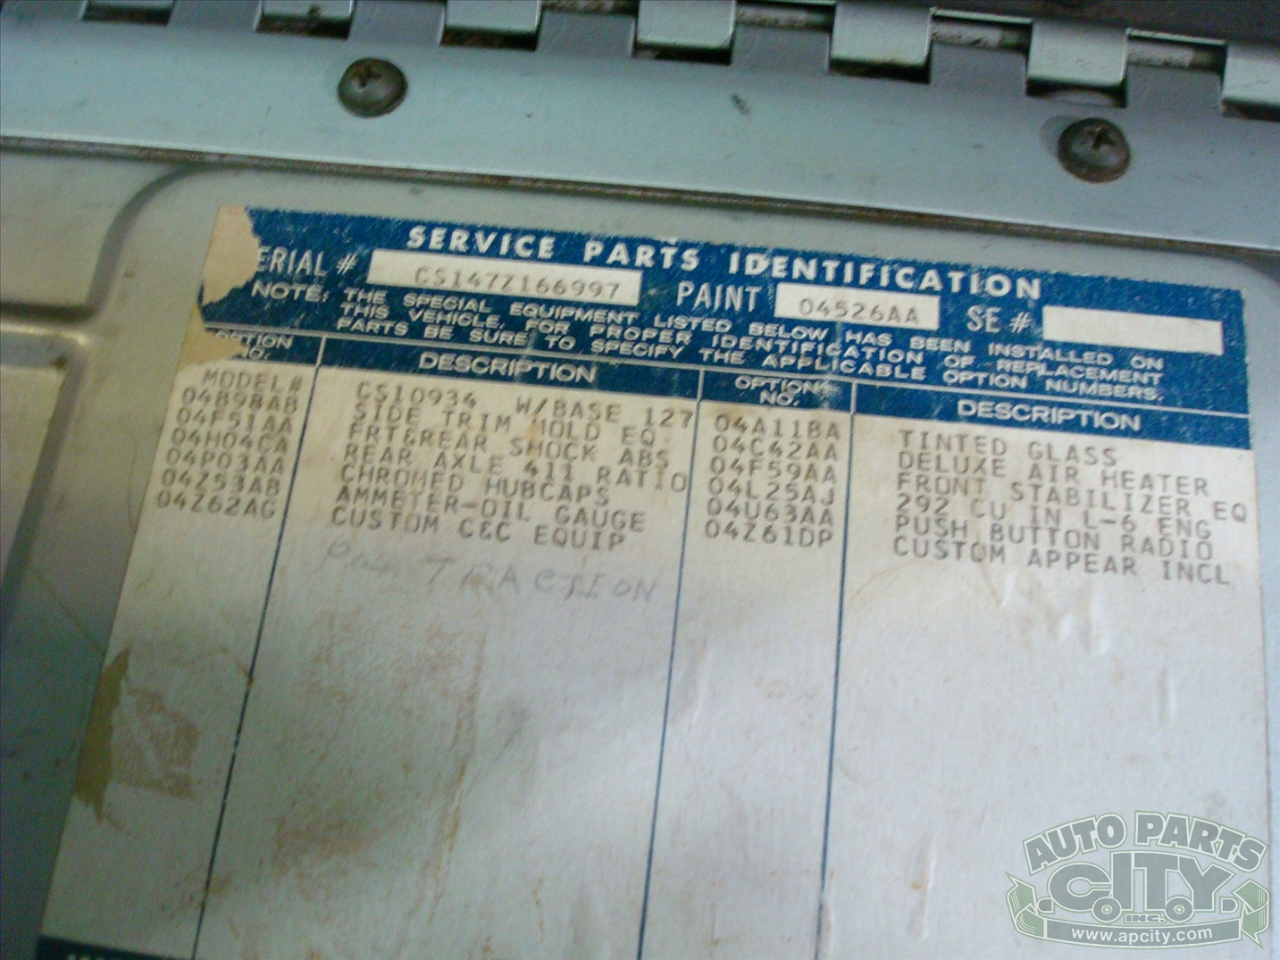 SERVICE PARTS IDENTIFICATION
ERIAL # CS147Z166997 PAINT 04526AA SE #
NOTE: THE SPECIAL EQUIPMENT LISTED BELOW HAS BEEN INSTALLED ON
THIS VEHICLE. FOR PROPER IDENTIFICATION OF REPLACEMENT
PARTS BE SURE TO SPECIFY THE APPLICABLE OPTION NUMBERS.
OPTION NO. DESCRIPTION OPTION NO. DESCRIPTION
MODEL# CS10934 W/BASE 127 04A11BA TINTED GLASS
04B98AB SIDE TRIM MOLD EQ 04C42AA DELUXE AIR HEATER
04F51AA FRT&REAR SHOCK ABS 04F59AA FRONT STABILIZER EQ
04H04CA REAR AXLE 411 RATIO 04L25AJ 292 CU IN L-6 ENG
04P03AA CHROMED HUBCAPS 04U63AA PUSH BUTTON RADIO
04Z53AB AMMETER-OIL GAUGE 04Z61DP CUSTOM APPEAR INCL
04Z62AG CUSTOM C&C EQUIP
TRACTION
AUTO PARTS
C.I.T.Y.
INC.
www.apcity.com